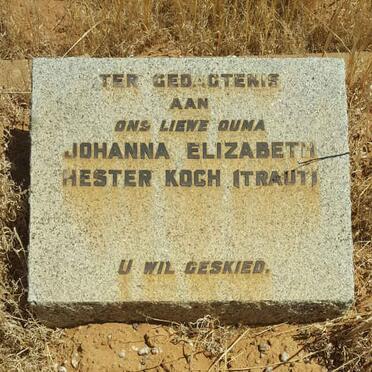 TER GEDAGTENIS
AAN
ONS LIEWE OUMA
JOHANNA ELIZABETH
HESTER KOCH (TRAUT)
U WIL GESKIED.